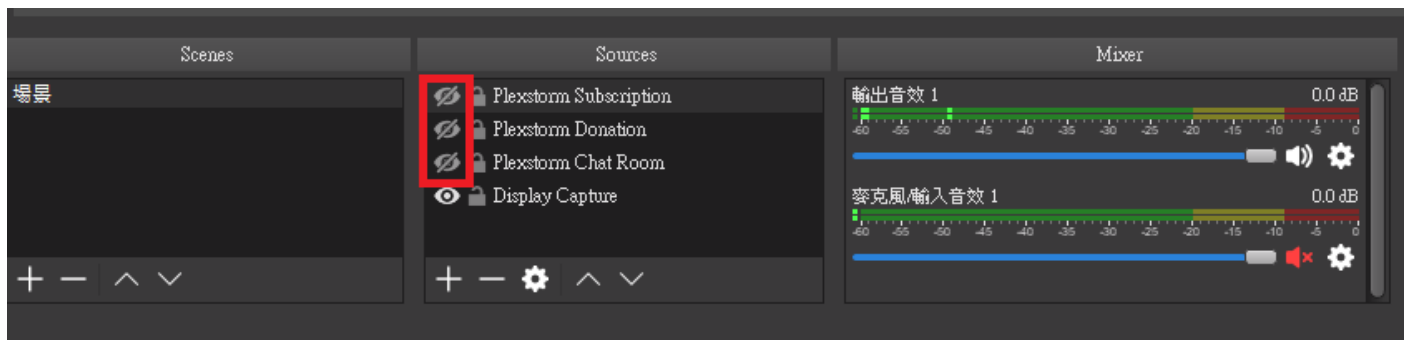 Scenes
場景
Sources
Plexstorm Subscription
Plexstorm Donation
Plexstorm Chat Room
Display Capture
Mixer
輸出音效 1 0.0 dB
-60 -55 -50 -45 -40 -35 -30 -25 -20 -15 -10 -5 0
麥克風/輸入音效 1 0.0 dB
-60 -55 -50 -45 -40 -35 -30 -25 -20 -15 -10 -5 0